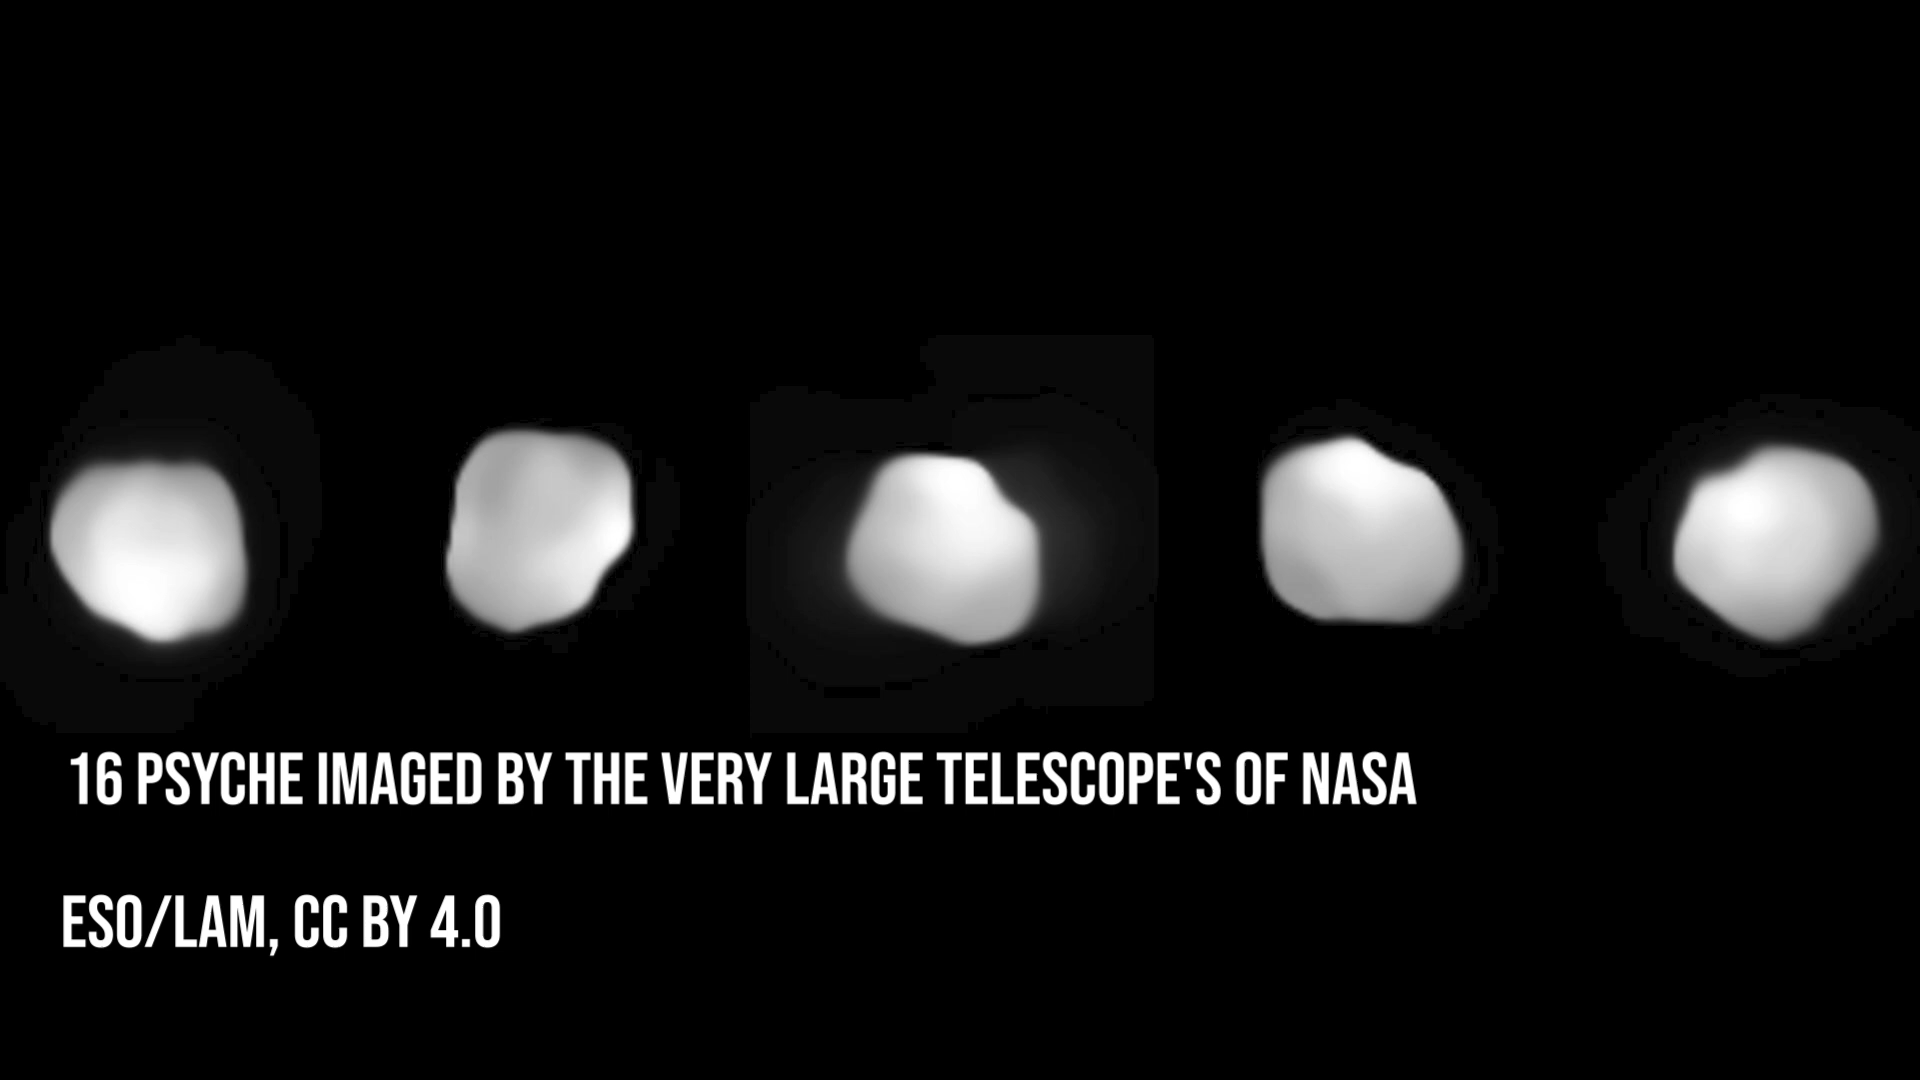 16 PSYCHE IMAGED BY THE VERY LARGE TELESCOPE'S OF NASA
ESO/LAM, CC BY 4.0